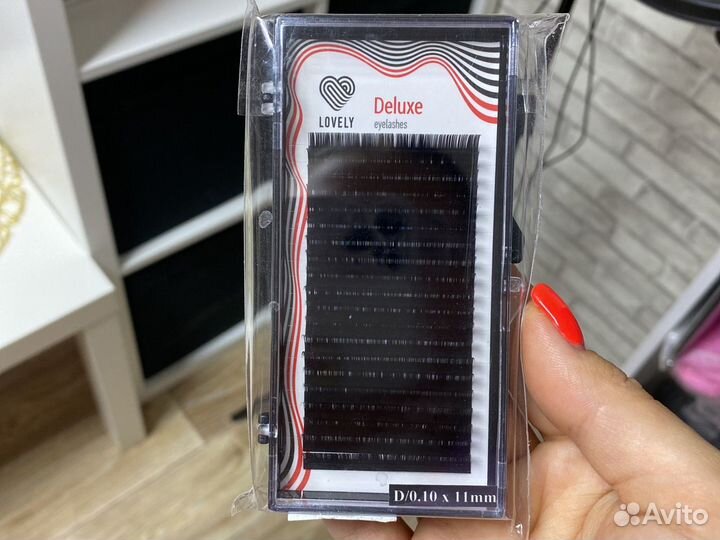 LOVELY
Deluxe
eyelashes
D/0.10 x 11mm
Avito